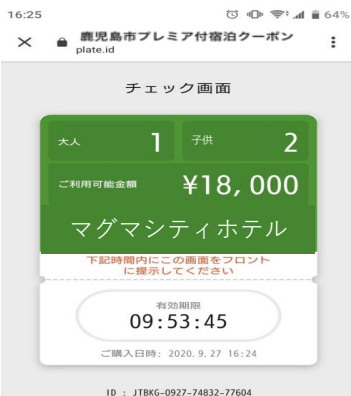 16:25
64%
鹿児島市プレミア付宿泊クーポン
plate.id
チェック画面
大人 1 子供 2
ご利用可能金額 ¥18,000
マグマシティホテル
下記時間内にこの画面をフロント
に提示してください
有効期限
09:53:45
ご購入日時: 2020.9.27 16:24
ID : JTBKG-0927-74832-77604